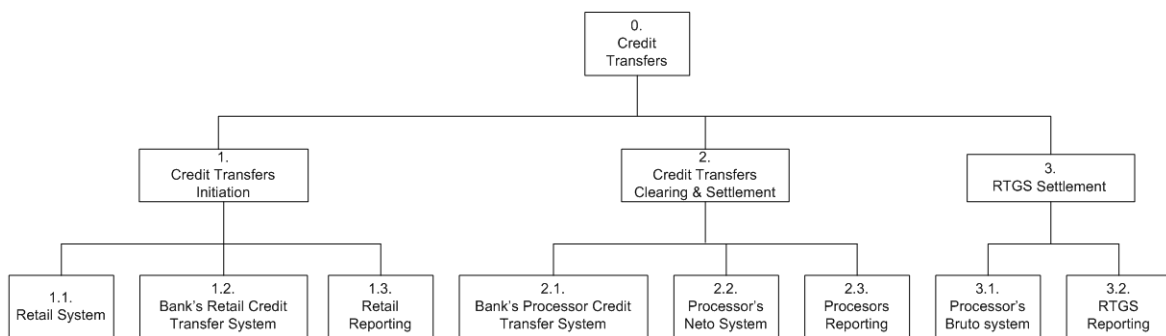 0.
Credit
Transfers
1.
Credit Transfers
Initiation
2.
Credit Transfers
Clearing & Settlement
3.
RTGS Settlement
1.1.
Retail System
1.2.
Bank's Retail Credit
Transfer System
1.3.
Retail
Reporting
2.1.
Bank's Processor Credit
Transfer System
2.2.
Processor's
Neto System
2.3.
Procesors
Reporting
3.1.
Processor's
Bruto system
3.2.
RTGS
Reporting